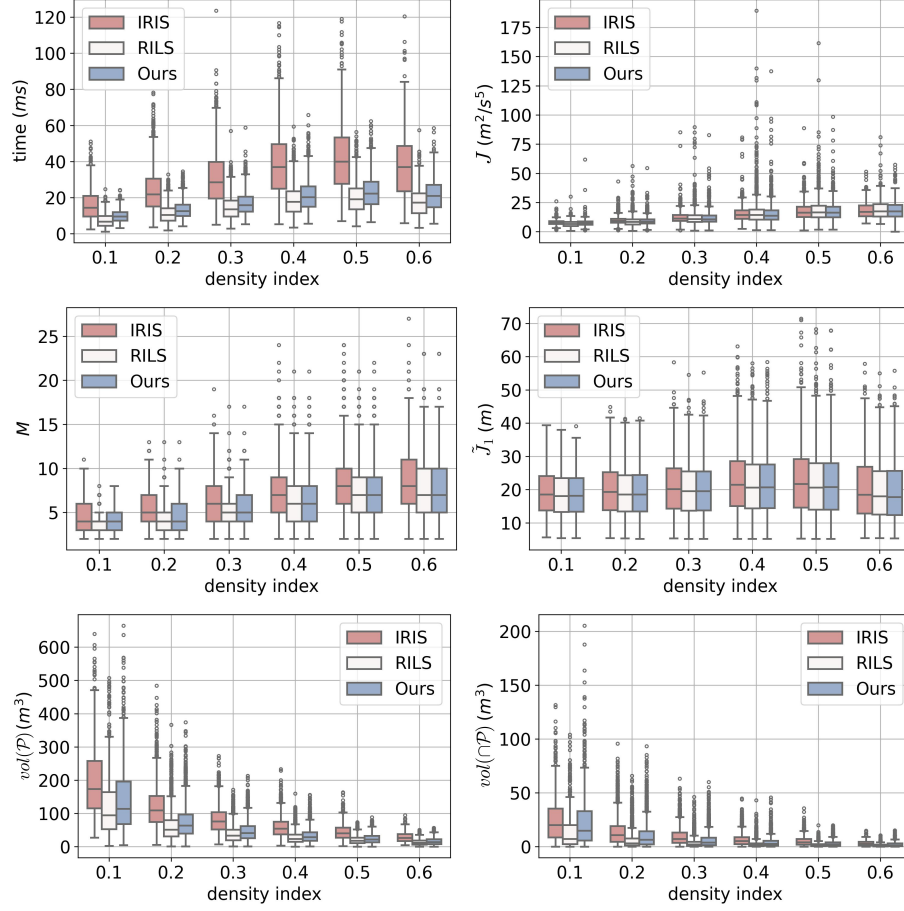 time (ms)
120
100
80
60
40
20
0
IRIS
RILS
Ours
0.1 0.2 0.3 0.4 0.5 0.6
density index
J (m²/s⁵)
175
150
125
100
75
50
25
0
IRIS
RILS
Ours
0.1 0.2 0.3 0.4 0.5 0.6
density index
M
25
20
15
10
5
IRIS
RILS
Ours
0.1 0.2 0.3 0.4 0.5 0.6
density index
J̃₁ (m)
70
60
50
40
30
20
10
IRIS
RILS
Ours
0.1 0.2 0.3 0.4 0.5 0.6
density index
vol(𝒫) (m³)
600
500
400
300
200
100
0
IRIS
RILS
Ours
0.1 0.2 0.3 0.4 0.5 0.6
density index
vol(∩𝒫) (m³)
200
150
100
50
0
IRIS
RILS
Ours
0.1 0.2 0.3 0.4 0.5 0.6
density index